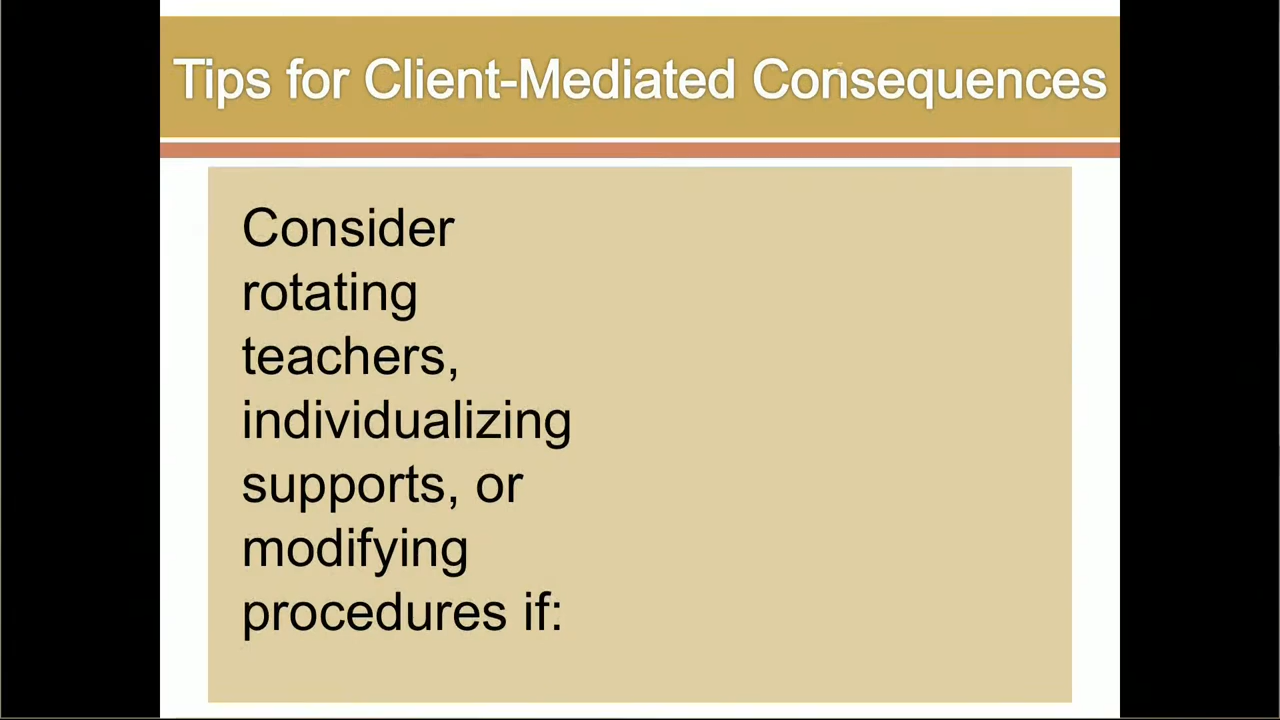 Tips for Client-Mediated Consequences
Consider
rotating
teachers,
individualizing
supports, or
modifying
procedures if: